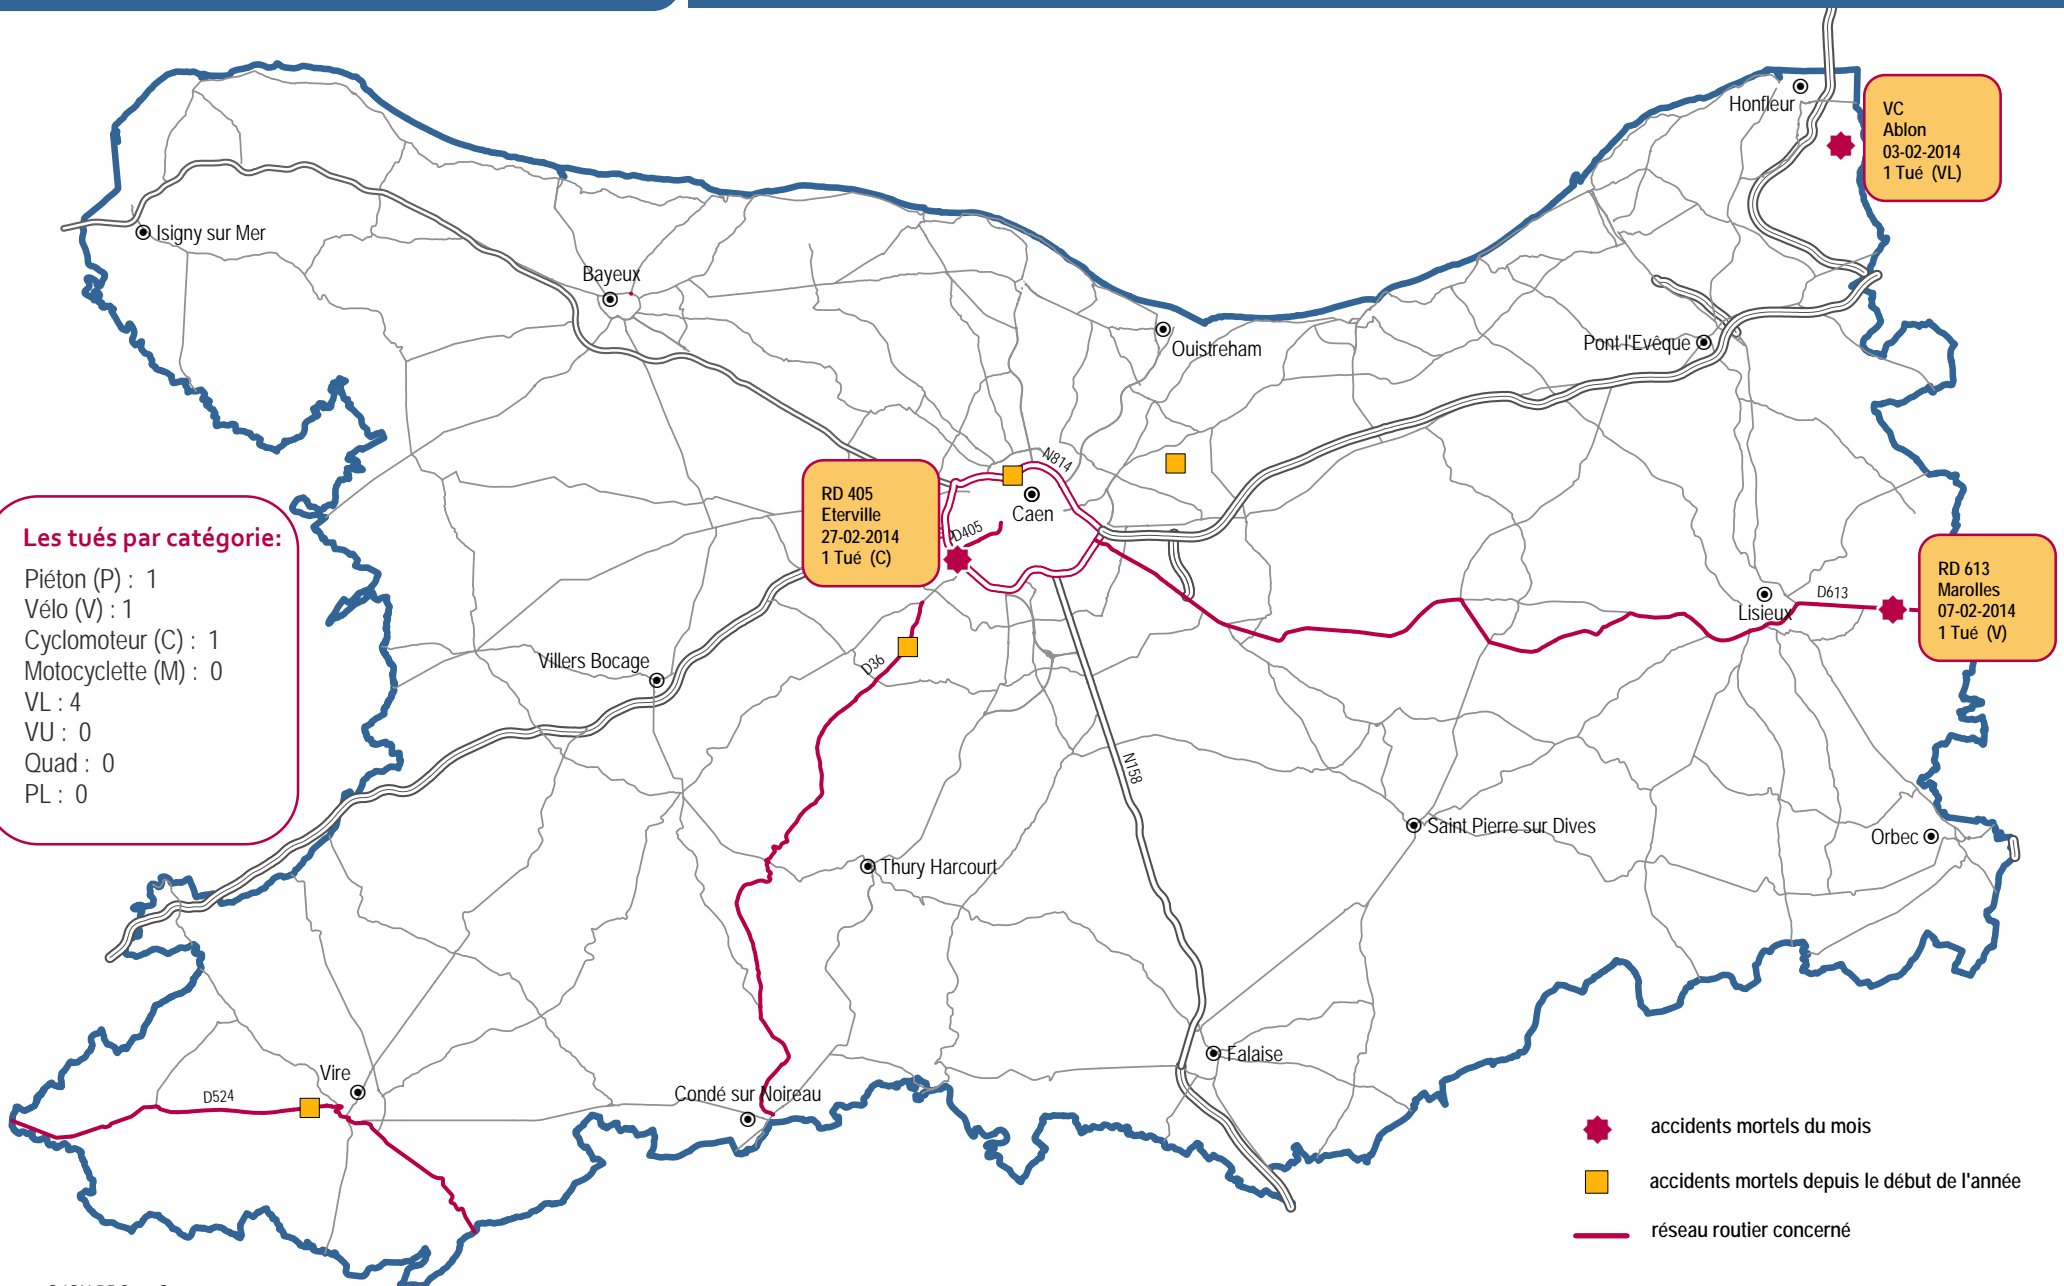 Honfleur
VC
Ablon
03-02-2014
1 Tué (VL)
Isigny sur Mer
Bayeux
Ouistreham
Pont l'Evêque
N814
Caen
RD 405
Eterville
27-02-2014
1 Tué (C)
D405
Les tués par catégorie:
Piéton (P) : 1
Vélo (V) : 1
Cyclomoteur (C) : 1
Motocyclette (M) : 0
VL : 4
VU : 0
Quad : 0
PL : 0
RD 613
Marolles
07-02-2014
1 Tué (V)
D613
Lisieux
Villers Bocage
D36
N158
Saint Pierre sur Dives
Orbec
Thury Harcourt
Falaise
Vire
D524
Condé sur Noireau
accidents mortels du mois
accidents mortels depuis le début de l'année
réseau routier concerné